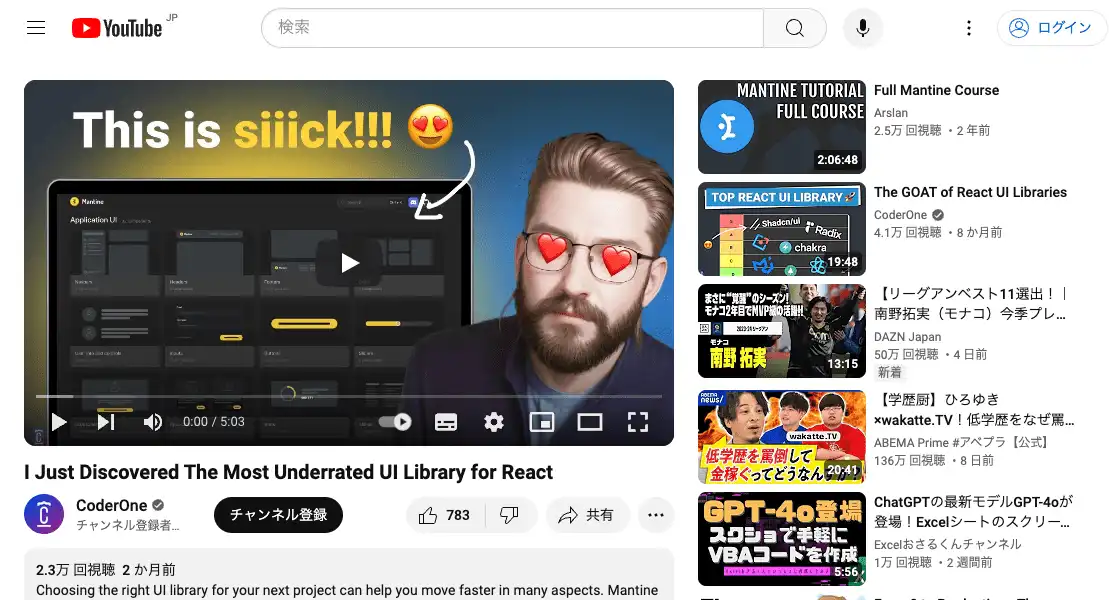 YouTube JP
検索
ログイン
This is siiick!!!
Mantine
Application UI
0:00 / 5:03
I Just Discovered The Most Underrated UI Library for React
CoderOne
チャンネル登録者...
チャンネル登録
783
共有
2.3万 回視聴 2 か月前
Choosing the right UI library for your next project can help you move faster in many aspects. Mantine
MANTINE TUTORIAL
FULL COURSE
2:06:48
Full Mantine Course
Arslan
2.5万 回視聴 ・2 年前
TOP REACT UI LIBRARY
Shadcn/ui
Radix
chakra
19:48
The GOAT of React UI Libraries
CoderOne
4.1万 回視聴 ・8 か月前
まさに“覚醒”のシーズン!
モナコ2年目でMVP級の活躍!!
モナコ
南野 拓実
13:15
【リーグアンベスト11選出！｜
南野拓実（モナコ）今季プレ...
DAZN Japan
50万 回視聴 ・4 日前
新着
ABEMA
NEWS/
wakatte.TV
低学歴を罵倒して
金稼ぐってどうなんすか?
20:41
【学歴厨】ひろゆき
×wakatte.TV！低学歴をなぜ罵...
ABEMA Prime #アベプラ【公式】
136万 回視聴 ・8 日前
GPT-4o登場
スクショで手軽に
VBAコードを作成
5:56
ChatGPTの最新モデルGPT-4oが
登場！Excelシートのスクリー...
Excelおさるくんチャンネル
1万 回視聴 ・2 週間前